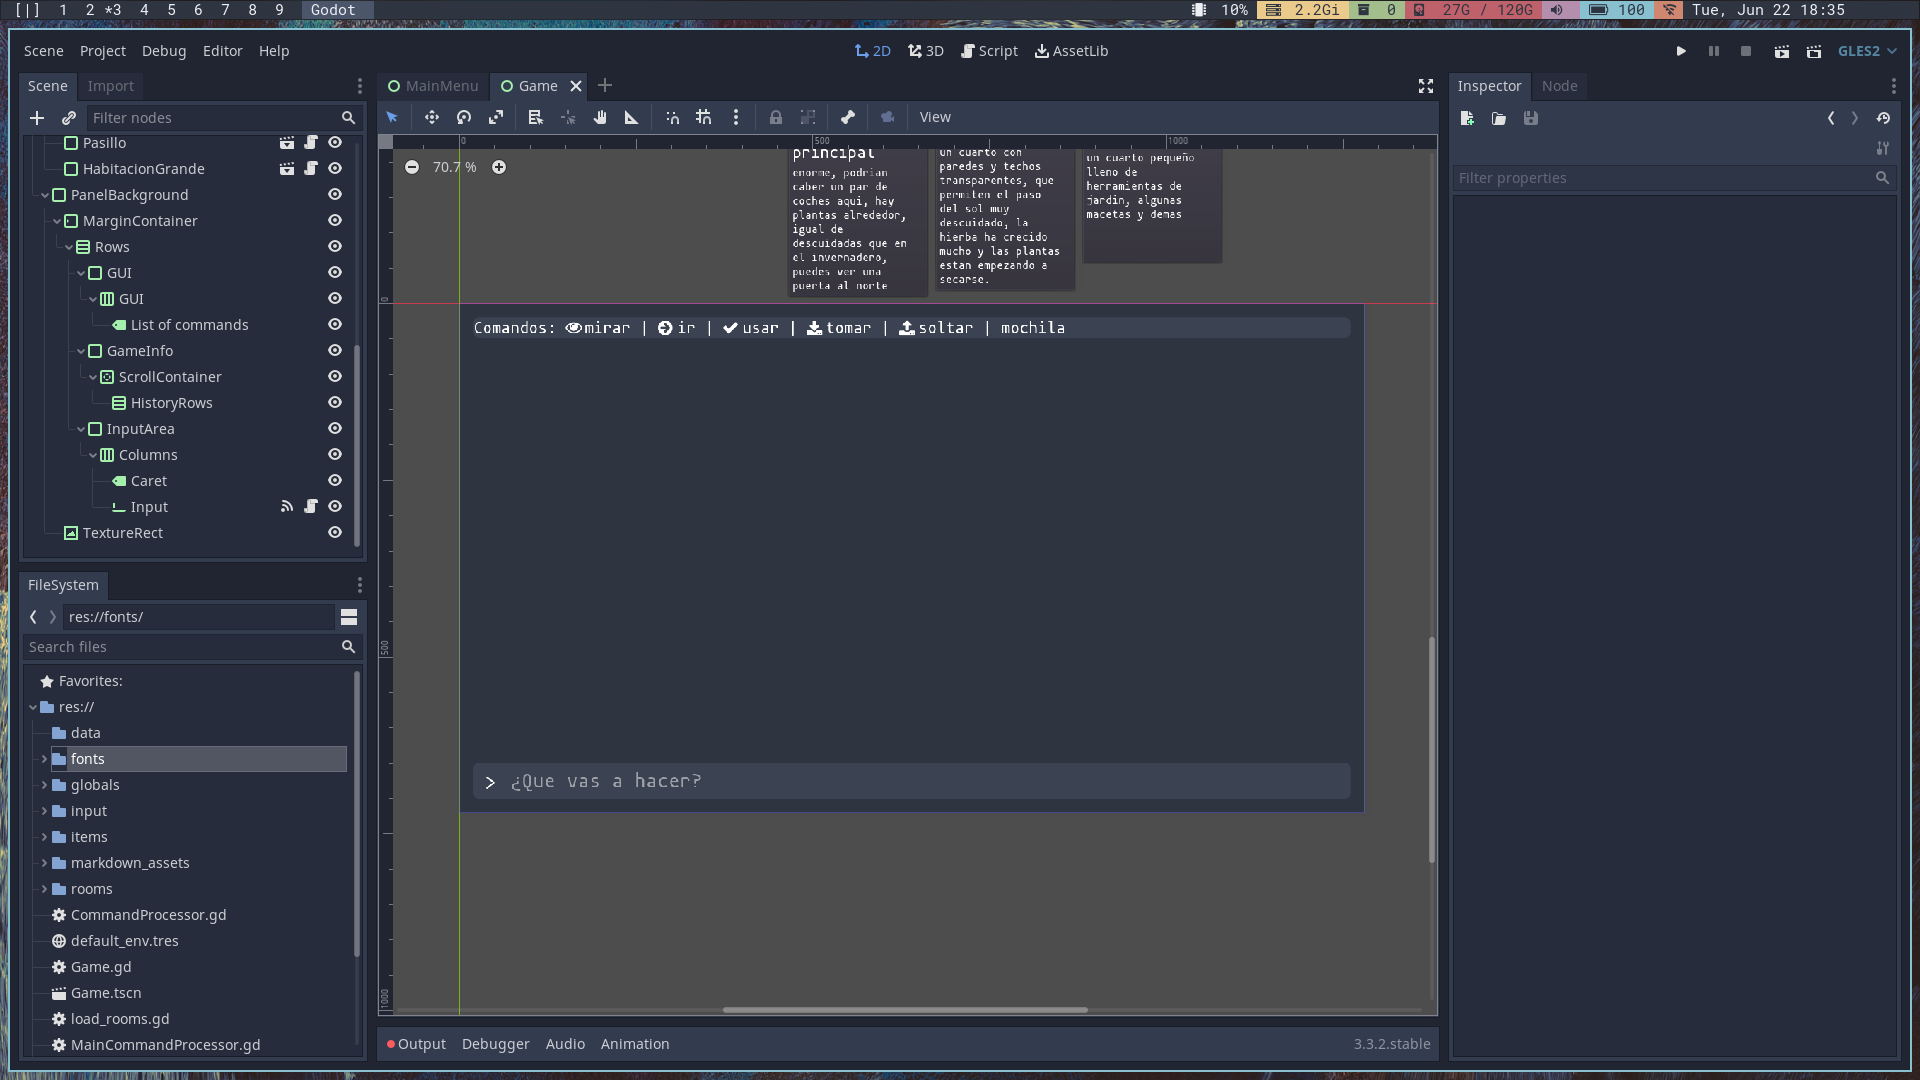 [|] 1 2 *3 4 5 6 7 8 9 Godot 10% 2.2Gi 0 27G / 120G 100 Tue, Jun 22 18:35
Scene Project Debug Editor Help 2D 3D Script AssetLib GLES2
Scene Import
Filter nodes
Pasillo
HabitacionGrande
PanelBackground
MarginContainer
Rows
GUI
GUI
List of commands
GameInfo
ScrollContainer
HistoryRows
InputArea
Columns
Caret
Input
TextureRect
FileSystem
res://fonts/
Search files
Favorites:
res://
data
fonts
globals
input
items
markdown_assets
rooms
CommandProcessor.gd
default_env.tres
Game.gd
Game.tscn
load_rooms.gd
MainCommandProcessor.gd
MainMenu Game
View
0 500 1000
70.7 %
0
500
1000
principal
enorme, podrian
caber un par de
coches aqui, hay
plantas alrededor,
igual de
descuidadas que en
el invernadero,
puedes ver una
puerta al norte
un cuarto con
paredes y techos
transparentes, que
permiten el paso
del sol muy
descuidado, la
hierba ha crecido
mucho y las plantas
estan empezando a
secarse.
un cuarto pequeño
lleno de
herramientas de
jardin, algunas
macetas y demas
Comandos: mirar | ir | usar | tomar | soltar | mochila
> ¿Que vas a hacer?
Output Debugger Audio Animation 3.3.2.stable
Inspector Node
Filter properties